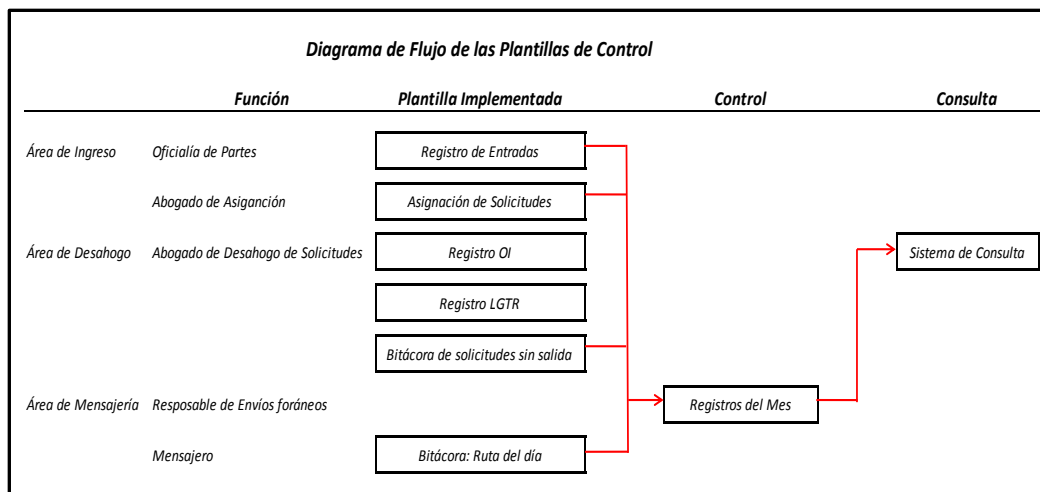 Diagrama de Flujo de las Plantillas de Control
Función Plantilla Implementada Control Consulta
Área de Ingreso Oficialía de Partes Registro de Entradas
Abogado de Asiganción Asignación de Solicitudes
Área de Desahogo Abogado de Desahogo de Solicitudes Registro OI Sistema de Consulta
Registro LGTR
Bitácora de solicitudes sin salida
Área de Mensajería Resposable de Envíos foráneos Registros del Mes
Mensajero Bitácora: Ruta del día